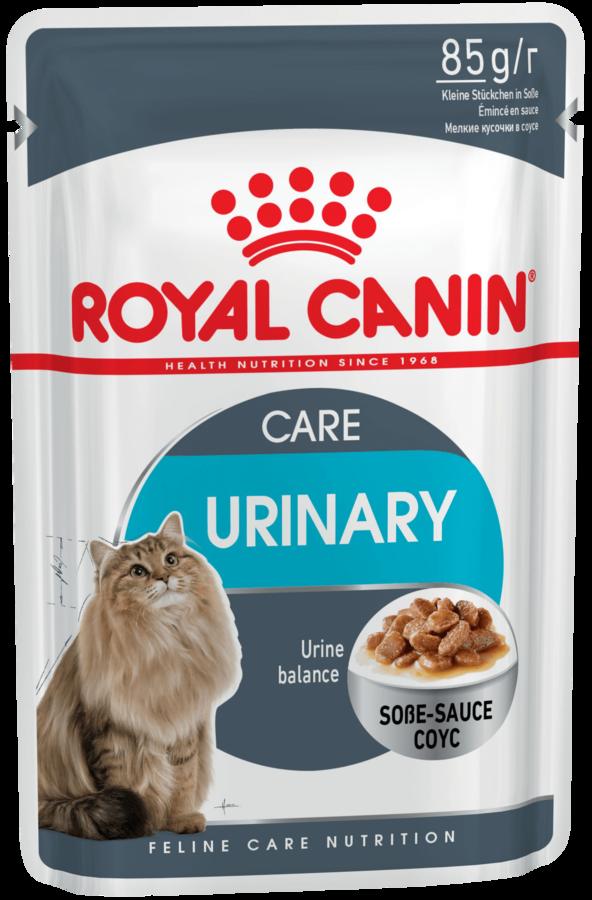 85g/г
Kleine Stückchen in Soße
Émincé en sauce
Мелкие кусочки в соусе
ROYAL CANIN®
HEALTH NUTRITION SINCE 1968
CARE
URINARY
Urine
balance
SOßE-SAUCE
СОУС
FELINE CARE NUTRITION